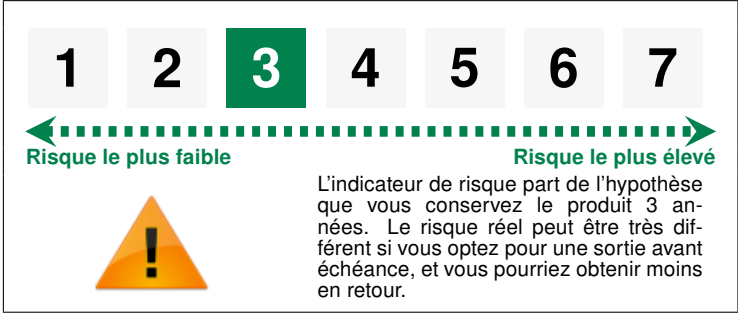 1 2 3 4 5 6 7
Risque le plus faible Risque le plus élevé
L'indicateur de risque part de l'hypothèse
que vous conservez le produit 3 an-
nées. Le risque réel peut être très dif-
férent si vous optez pour une sortie avant
échéance, et vous pourriez obtenir moins
en retour.